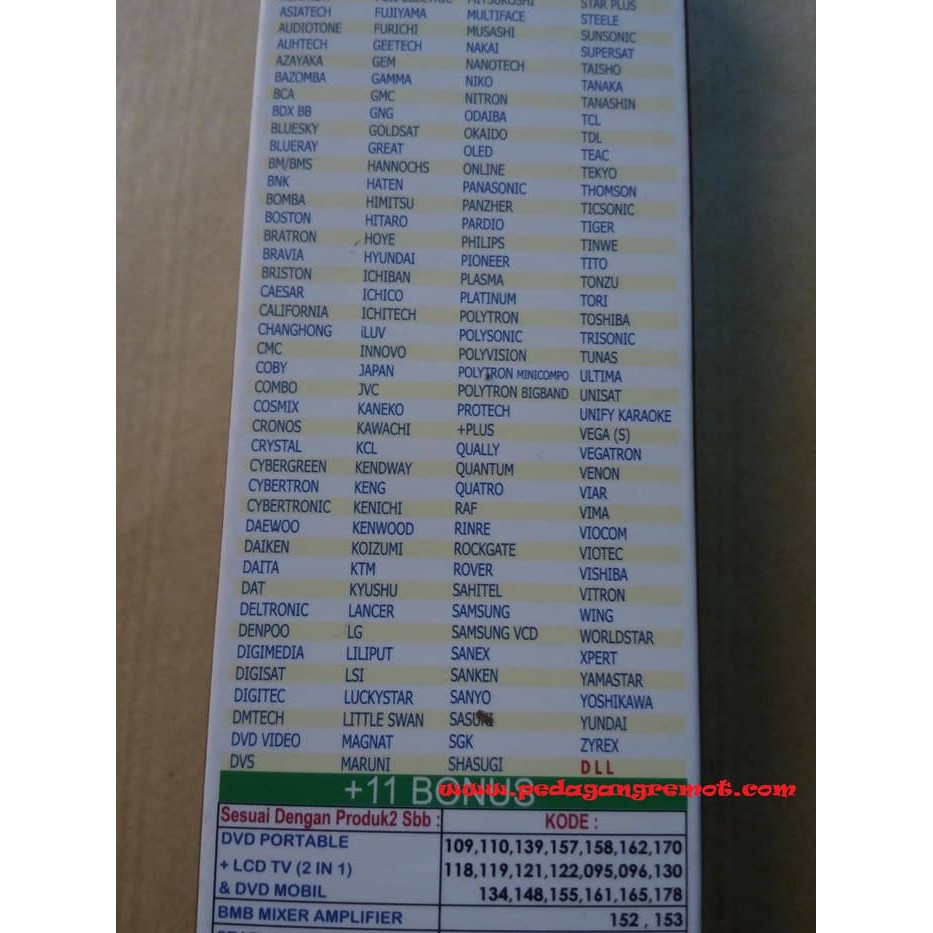 STAR PLUS
ASIATECH FUJIYAMA MULTIFACE STEELE
AUDIOTONE FURICHI MUSASHI SUNSONIC
AUHTECH GEETECH NAKAI SUPERSAT
AZAYAKA GEM NANOTECH TAISHO
BAZOMBA GAMMA NIKO TANAKA
BCA GMC NITRON TANASHIN
BDX BB GNG ODAIBA TCL
BLUESKY GOLDSAT OKAIDO TDL
BLUERAY GREAT OLED TEAC
BM/BMS HANNOCHS ONLINE TEKYO
BNK HATEN PANASONIC THOMSON
BOMBA HIMITSU PANZHER TICSONIC
BOSTON HITARO PARDIO TIGER
BRATRON HOYE PHILIPS TINWE
BRAVIA HYUNDAI PIONEER TITO
BRISTON ICHIBAN PLASMA TONZU
CAESAR ICHICO PLATINUM TORI
CALIFORNIA ICHITECH POLYTRON TOSHIBA
CHANGHONG iLUV POLYSONIC TRISONIC
CMC INNOVO POLYVISION TUNAS
COBY JAPAN POLYTRON MINICOMPO ULTIMA
COMBO JVC POLYTRON BIGBAND UNISAT
COSMIX KANEKO PROTECH UNIFY KARAOKE
CRONOS KAWACHI +PLUS VEGA (S)
CRYSTAL KCL QUALLY VEGATRON
CYBERGREEN KENDWAY QUANTUM VENON
CYBERTRON KENG QUATRO VIAR
CYBERTRONIC KENICHI RAF VIMA
DAEWOO KENWOOD RINRE VIOCOM
DAIKEN KOIZUMI ROCKGATE VIOTEC
DAITA KTM ROVER VISHIBA
DAT KYUSHU SAHITEL VITRON
DELTRONIC LANCER SAMSUNG WING
DENPOO LG SAMSUNG VCD WORLDSTAR
DIGIMEDIA LILIPUT SANEX XPERT
DIGISAT LSI SANKEN YAMASTAR
DIGITEC LUCKYSTAR SANYO YOSHIKAWA
DMTECH LITTLE SWAN YUNDAI
DVD VIDEO MAGNAT SGK ZYREX
DVS MARUNI SHASUGI DLL
+11 BONUS
www.pedagangremot.com
Sesuai Dengan Produk2 Sbb : KODE :
DVD PORTABLE 109,110,139,157,158,162,170
+ LCD TV (2 IN 1) 118,119,121,122,095,096,130
& DVD MOBIL 134,148,155,161,165,178
BMB MIXER AMPLIFIER 152 , 153